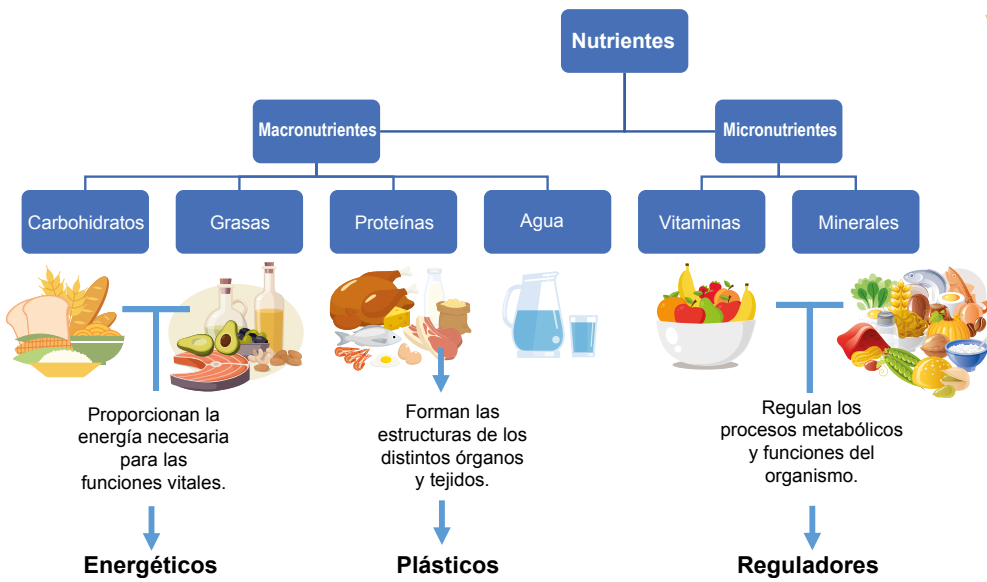 Nutrientes
Macronutrientes
Micronutrientes
Carbohidratos
Grasas
Proteínas
Agua
Vitaminas
Minerales
Proporcionan la
energía necesaria
para las
funciones vitales.
Forman las
estructuras de los
distintos órganos
y tejidos.
Regulan los
procesos metabólicos
y funciones del
organismo.
Energéticos
Plásticos
Reguladores